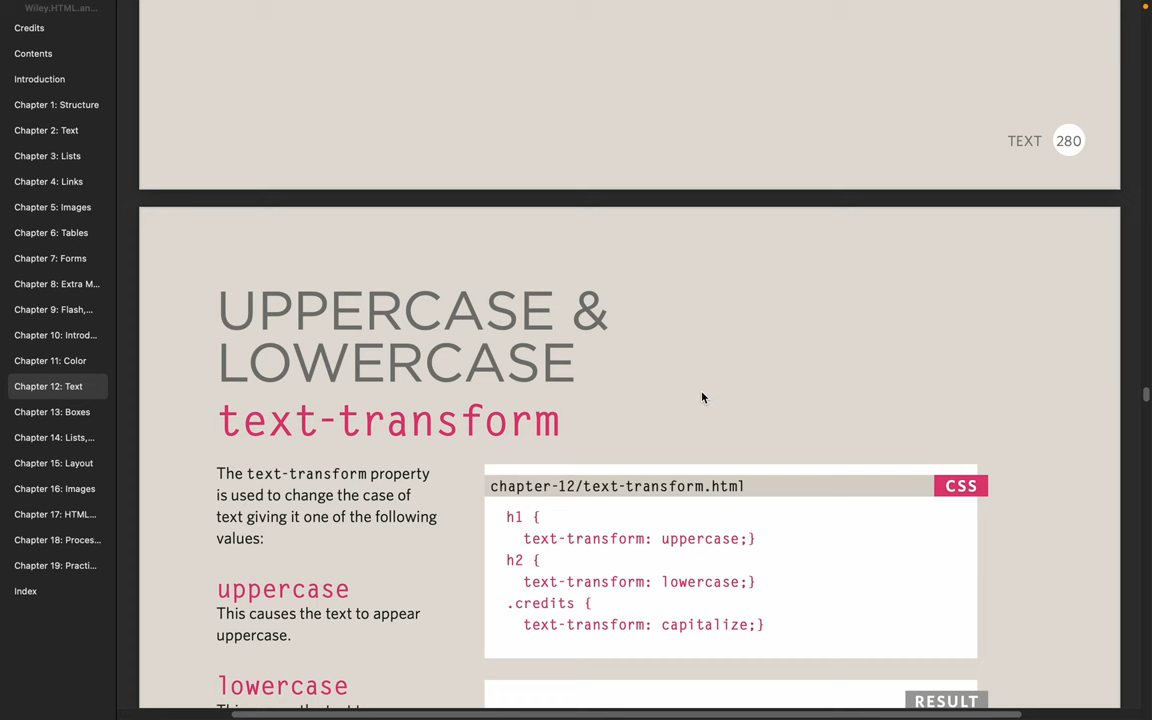 Wiley.HTML.an...
Credits
Contents
Introduction
Chapter 1: Structure
Chapter 2: Text
Chapter 3: Lists
Chapter 4: Links
Chapter 5: Images
Chapter 6: Tables
Chapter 7: Forms
Chapter 8: Extra M...
Chapter 9: Flash,...
Chapter 10: Introd...
Chapter 11: Color
Chapter 12: Text
Chapter 13: Boxes
Chapter 14: Lists,...
Chapter 15: Layout
Chapter 16: Images
Chapter 17: HTML...
Chapter 18: Proces...
Chapter 19: Practi...
Index
TEXT 280
UPPERCASE &
LOWERCASE
text-transform
The text-transform property
is used to change the case of
text giving it one of the following
values:
uppercase
This causes the text to appear
uppercase.
lowercase
chapter-12/text-transform.html CSS
h1 {
text-transform: uppercase;}
h2 {
text-transform: lowercase;}
.credits {
text-transform: capitalize;}
RESULT